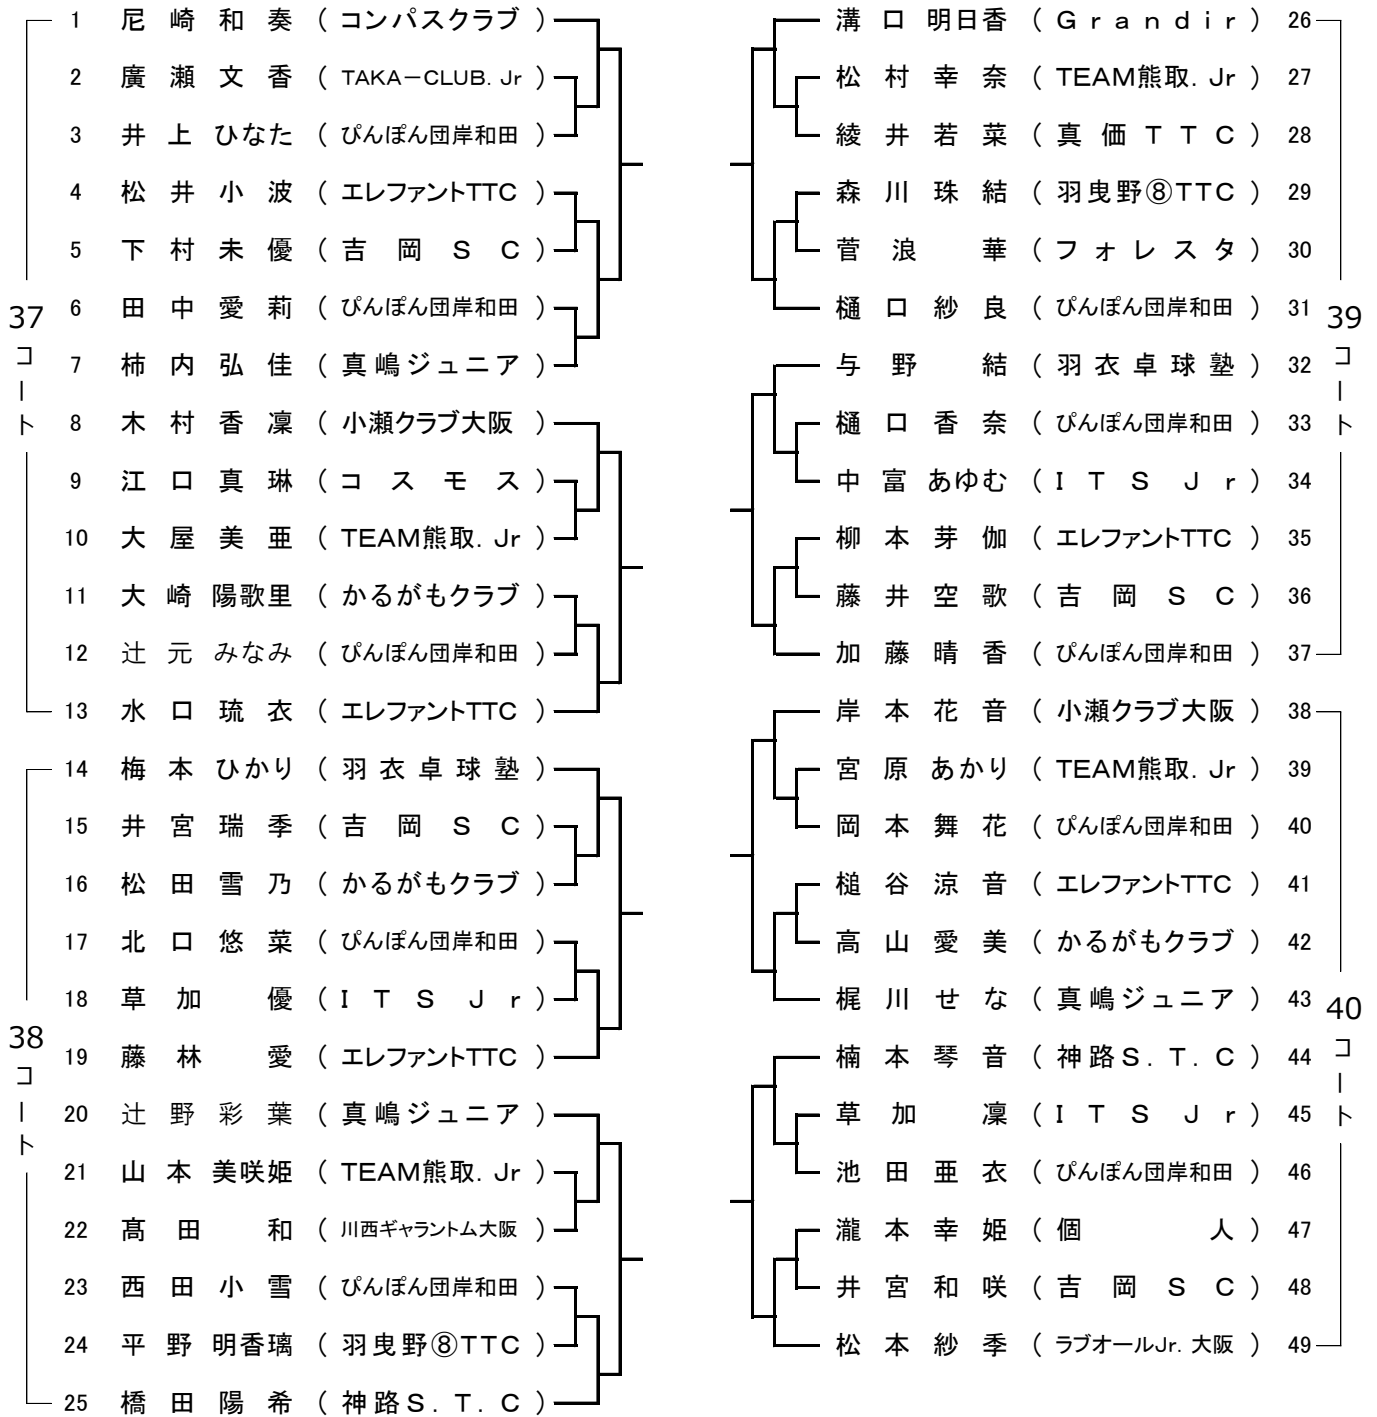 1 尼崎和奏 (コンパスクラブ)
2 廣瀬文香 (TAKA－CLUB. Jr)
3 井上ひなた (ぴんぽん団岸和田)
4 松井小波 (エレファントTTC)
5 下村未優 (吉岡SC)
6 田中愛莉 (ぴんぽん団岸和田)
7 柿内弘佳 (真嶋ジュニア)
8 木村香凜 (小瀬クラブ大阪)
9 江口真琳 (コスモス)
10 大屋美亜 (TEAM熊取. Jr)
11 大崎陽歌里 (かるがもクラブ)
12 辻元みなみ (ぴんぽん団岸和田)
13 水口琉衣 (エレファントTTC)
37コート
14 梅本ひかり (羽衣卓球塾)
15 井宮瑞季 (吉岡SC)
16 松田雪乃 (かるがもクラブ)
17 北口悠菜 (ぴんぽん団岸和田)
18 草加優 (ITSJr)
19 藤林愛 (エレファントTTC)
20 辻野彩葉 (真嶋ジュニア)
21 山本美咲姫 (TEAM熊取. Jr)
22 髙田和 (川西ギャラントム大阪)
23 西田小雪 (ぴんぽん団岸和田)
24 平野明香璃 (羽曳野⑧TTC)
25 橋田陽希 (神路S. T. C)
38コート
溝口明日香 (Grandir) 26
松村幸奈 (TEAM熊取. Jr) 27
綾井若菜 (真価TTC) 28
森川珠結 (羽曳野⑧TTC) 29
菅浪華 (フォレスタ) 30
樋口紗良 (ぴんぽん団岸和田) 31
与野結 (羽衣卓球塾) 32
樋口香奈 (ぴんぽん団岸和田) 33
中富あゆむ (ITSJr) 34
柳本芽伽 (エレファントTTC) 35
藤井空歌 (吉岡SC) 36
加藤晴香 (ぴんぽん団岸和田) 37
39コート
岸本花音 (小瀬クラブ大阪) 38
宮原あかり (TEAM熊取. Jr) 39
岡本舞花 (ぴんぽん団岸和田) 40
槌谷涼音 (エレファントTTC) 41
高山愛美 (かるがもクラブ) 42
梶川せな (真嶋ジュニア) 43
楠本琴音 (神路S. T. C) 44
草加凜 (ITSJr) 45
池田亜衣 (ぴんぽん団岸和田) 46
瀧本幸姫 (個人) 47
井宮和咲 (吉岡SC) 48
松本紗季 (ラブオールJr. 大阪) 49
40コート